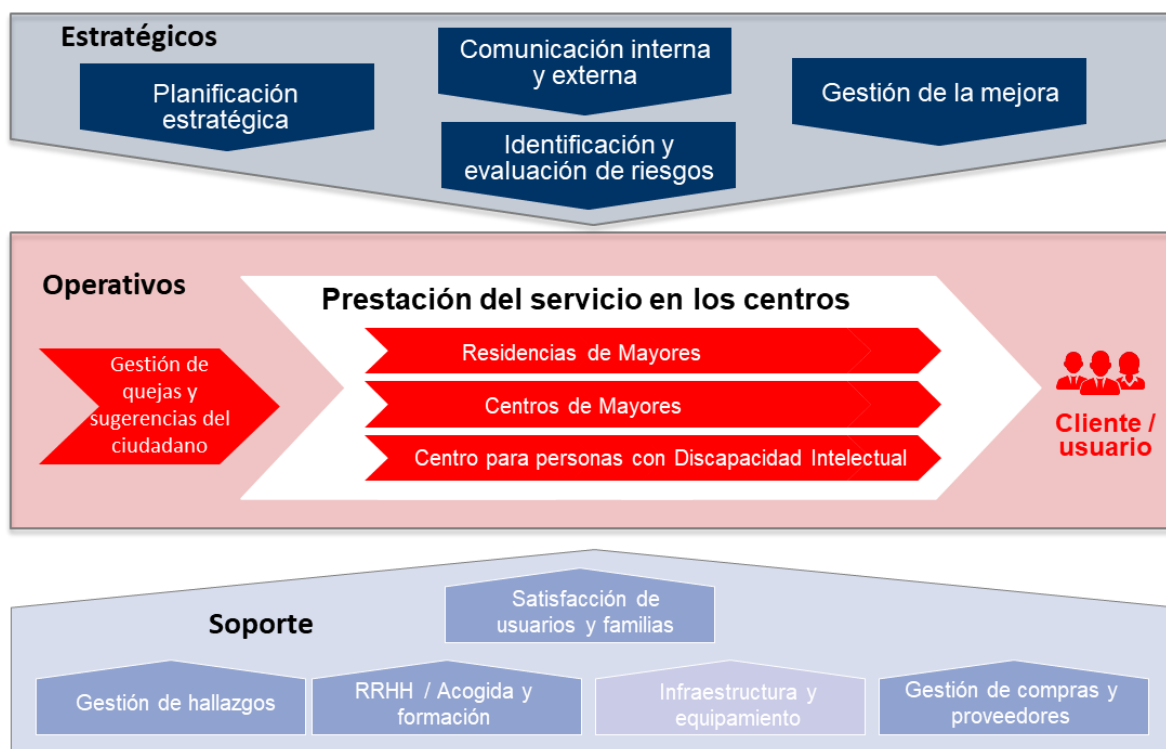 Estratégicos
Planificación
estratégica
Comunicación interna
y externa
Identificación y
evaluación de riesgos
Gestión de la mejora
Operativos
Gestión de
quejas y
sugerencias del
ciudadano
Prestación del servicio en los centros
Residencias de Mayores
Centros de Mayores
Centro para personas con Discapacidad Intelectual
Cliente /
usuario
Soporte
Satisfacción de
usuarios y familias
Gestión de hallazgos
RRHH / Acogida y
formación
Infraestructura y
equipamiento
Gestión de compras y
proveedores